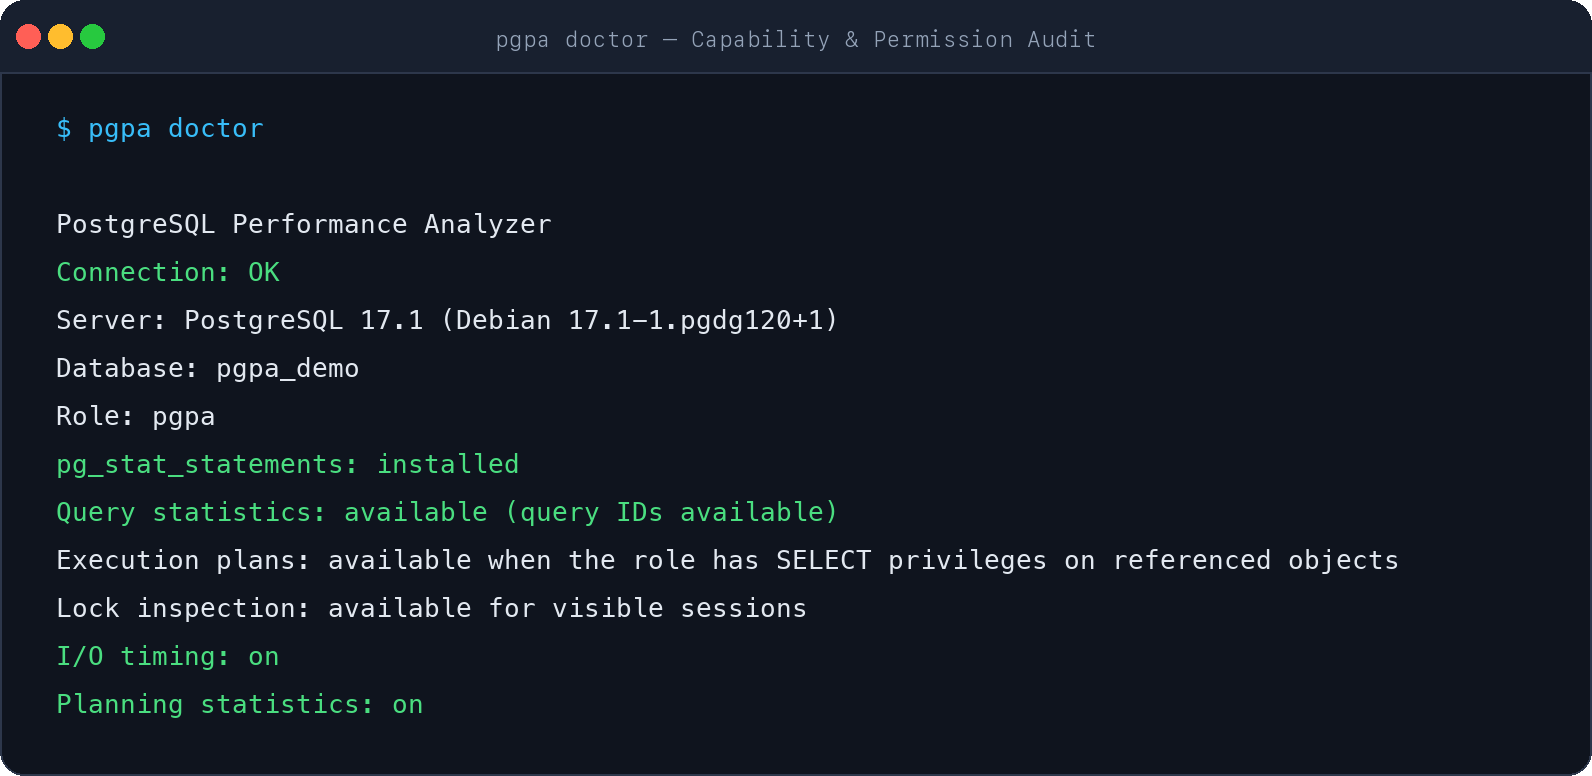 pgpa doctor — Capability & Permission Audit
$ pgpa doctor
PostgreSQL Performance Analyzer
Connection: OK
Server: PostgreSQL 17.1 (Debian 17.1-1.pgdg120+1)
Database: pgpa_demo
Role: pgpa
pg_stat_statements: installed
Query statistics: available (query IDs available)
Execution plans: available when the role has SELECT privileges on referenced objects
Lock inspection: available for visible sessions
I/O timing: on
Planning statistics: on